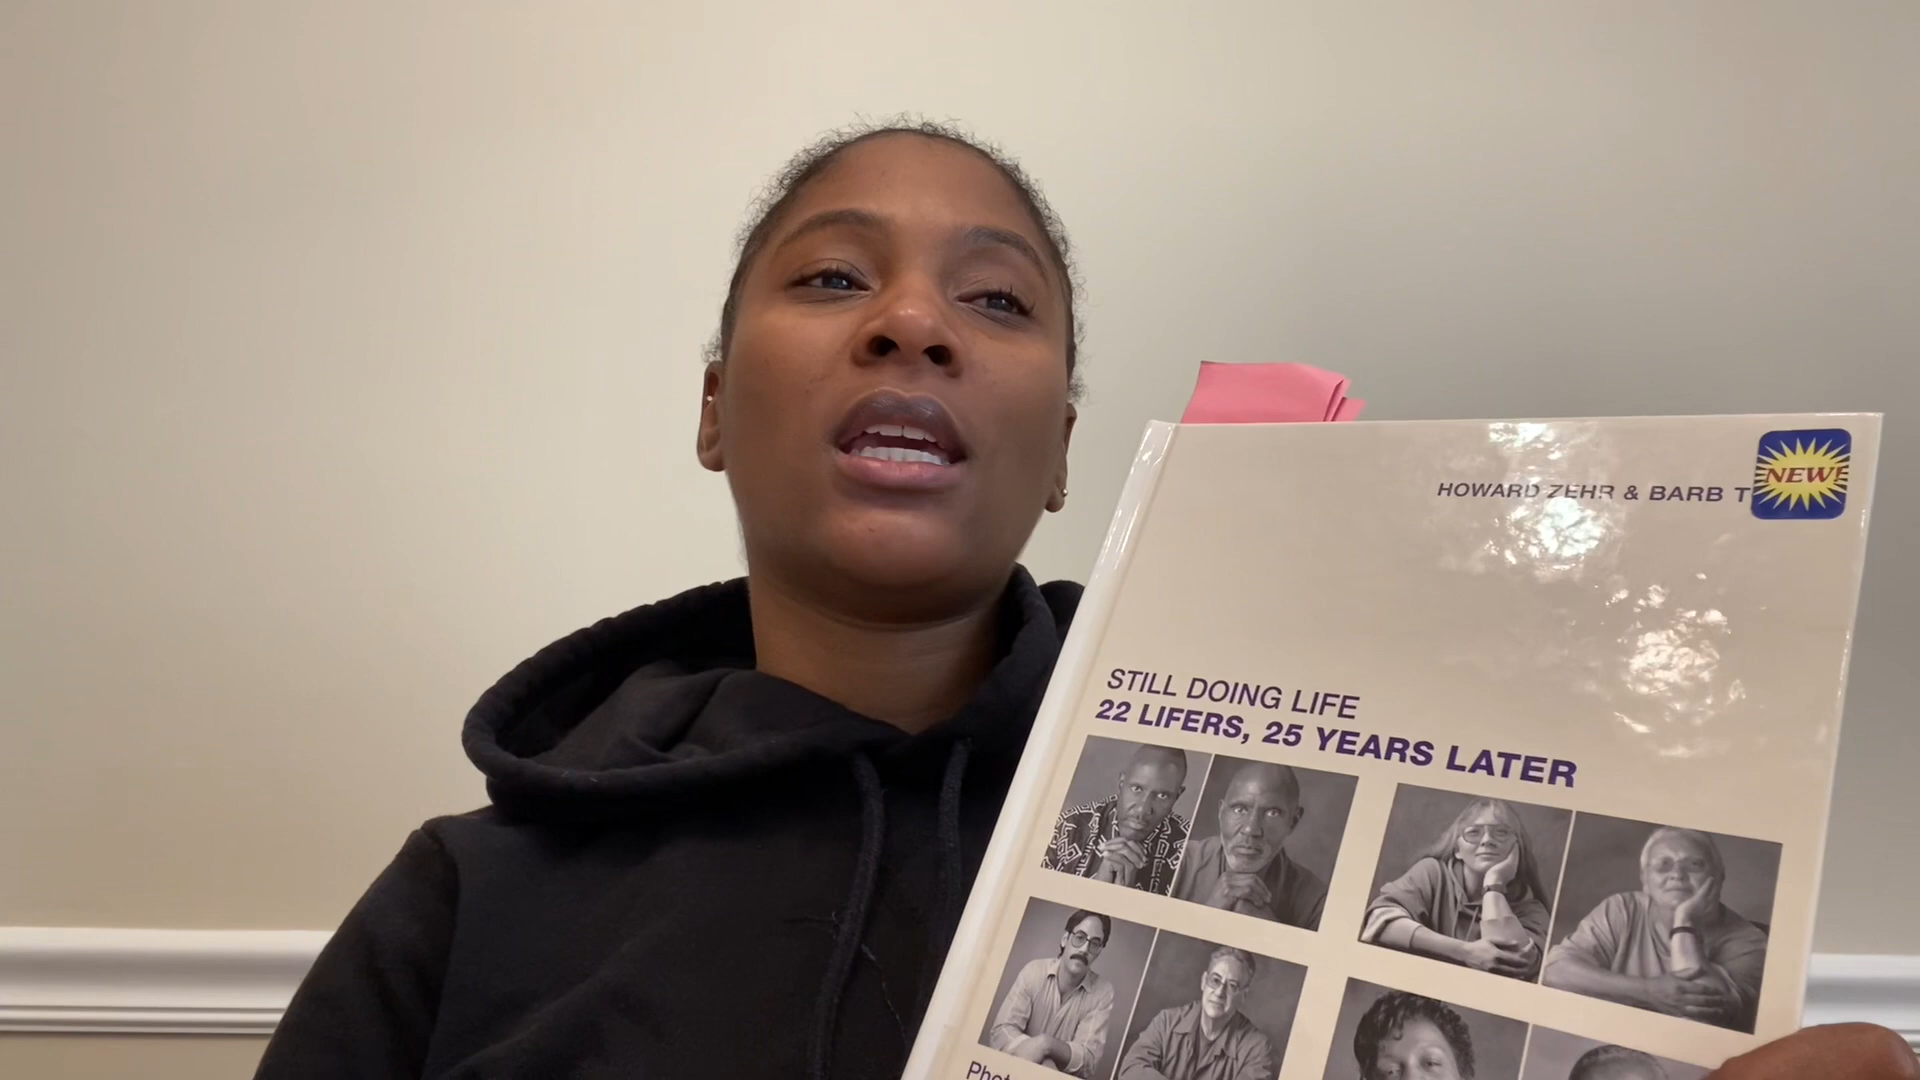 HOWARD ZEHR & BARB T
NEW!
STILL DOING LIFE
22 LIFERS, 25 YEARS LATER